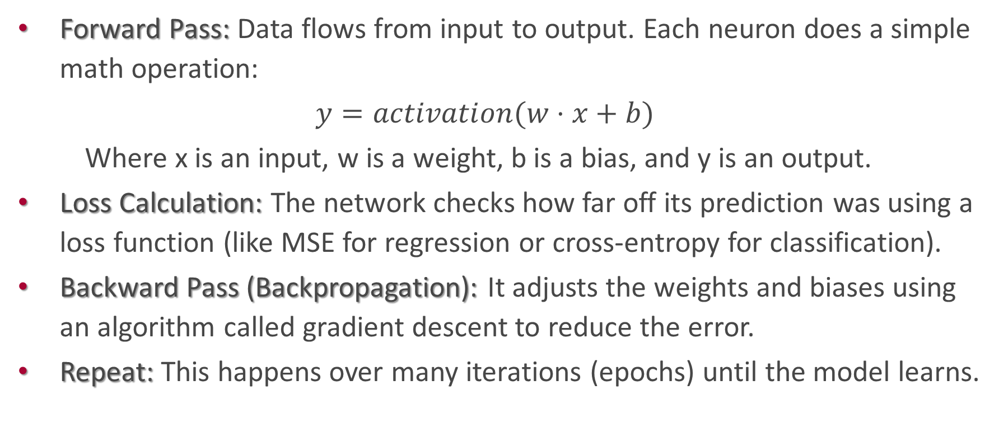 • Forward Pass: Data flows from input to output. Each neuron does a simple
math operation:
y = activation(w · x + b)
Where x is an input, w is a weight, b is a bias, and y is an output.
• Loss Calculation: The network checks how far off its prediction was using a
loss function (like MSE for regression or cross-entropy for classification).
• Backward Pass (Backpropagation): It adjusts the weights and biases using
an algorithm called gradient descent to reduce the error.
• Repeat: This happens over many iterations (epochs) until the model learns.